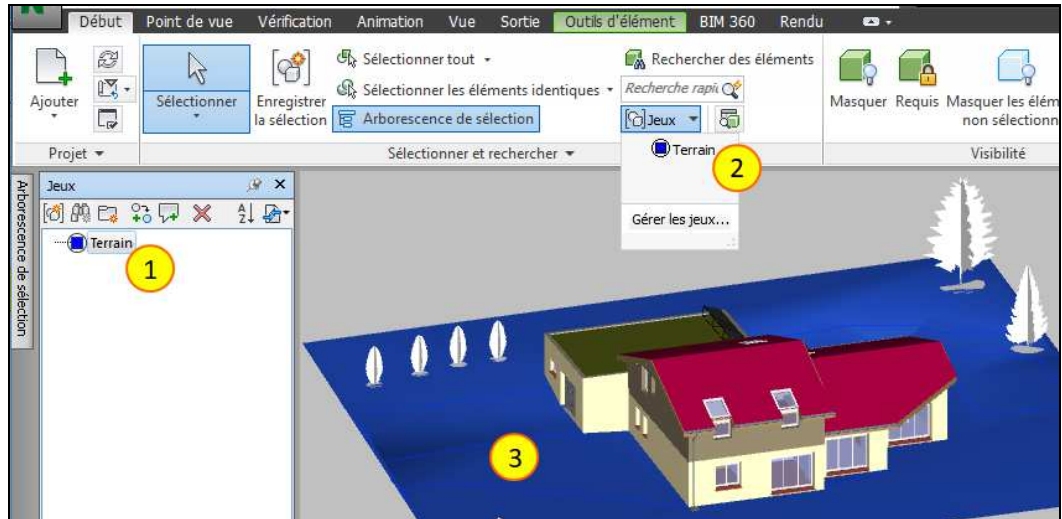 N
Début Point de vue Vérification Animation Vue Sortie Outils d'élément BIM 360 Rendu
Ajouter
Sélectionner
Enregistrer
la sélection
Sélectionner tout
Sélectionner les éléments identiques
Arborescence de sélection
Rechercher des éléments
Recherche rapi
Jeux
Masquer
Requis
Masquer les élém
non sélectionn
Projet
Sélectionner et rechercher
Visibilité
Terrain
2
Gérer les jeux...
Arborescence de sélection
Jeux
Terrain
1
3